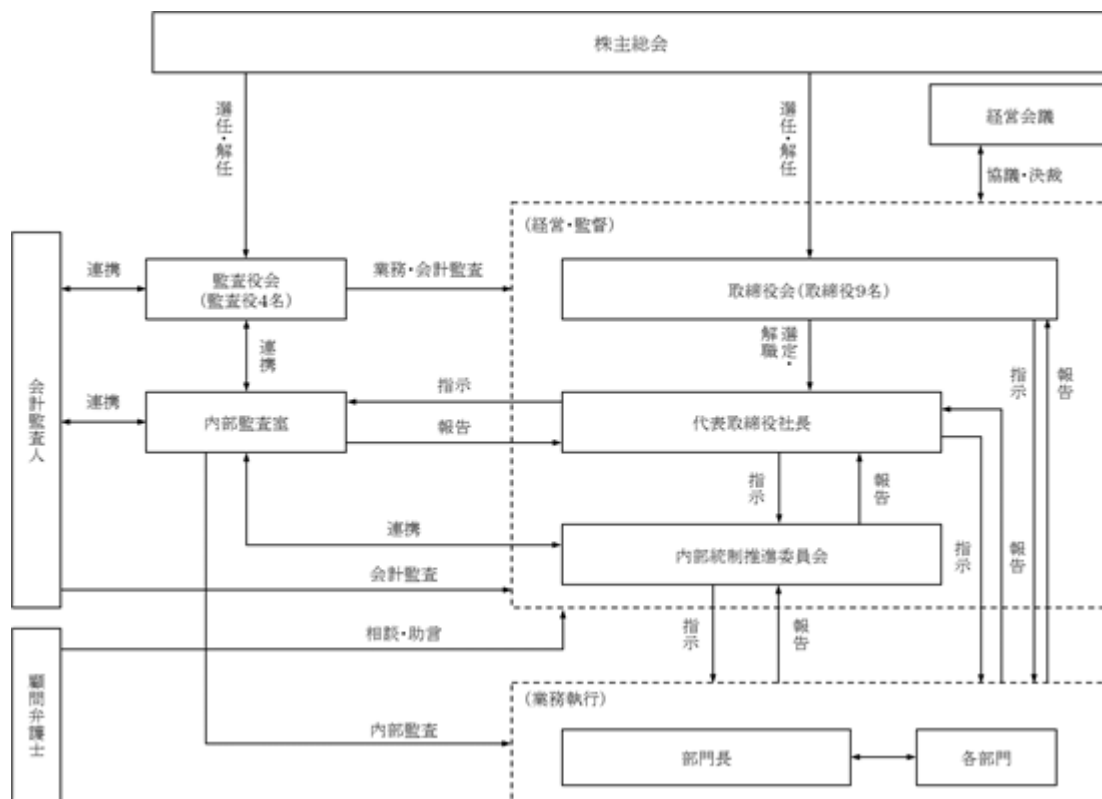 株主総会
選任・解任
選任・解任
経営会議
協議・決裁
(経営・監督)
連携
監査役会
(監査役4名)
業務・会計監査
取締役会(取締役9名)
連携
選定・
解職
指示
報告
会計監査人
連携
内部監査室
指示
報告
代表取締役社長
指示
報告
連携
内部統制推進委員会
指示
報告
会計監査
相談・助言
指示
報告
顧問弁護士
(業務執行)
内部監査
部門長
各部門